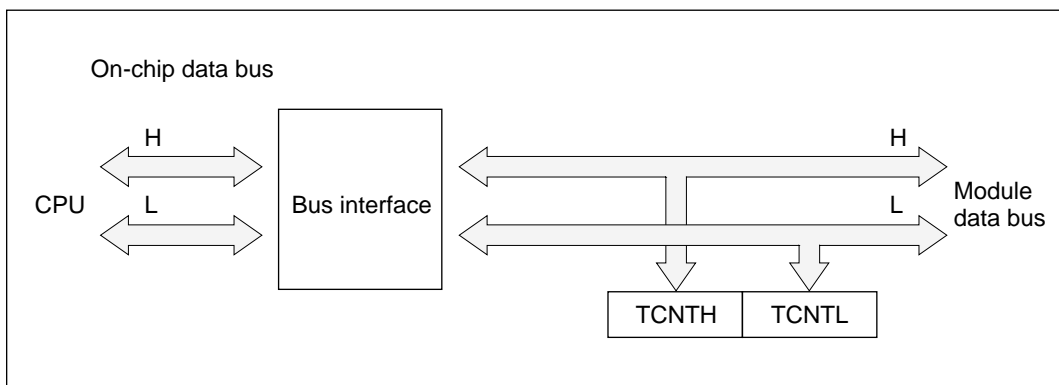 On-chip data bus
H
H
CPU
L
Bus interface
L
Module
data bus
TCNTH
TCNTL